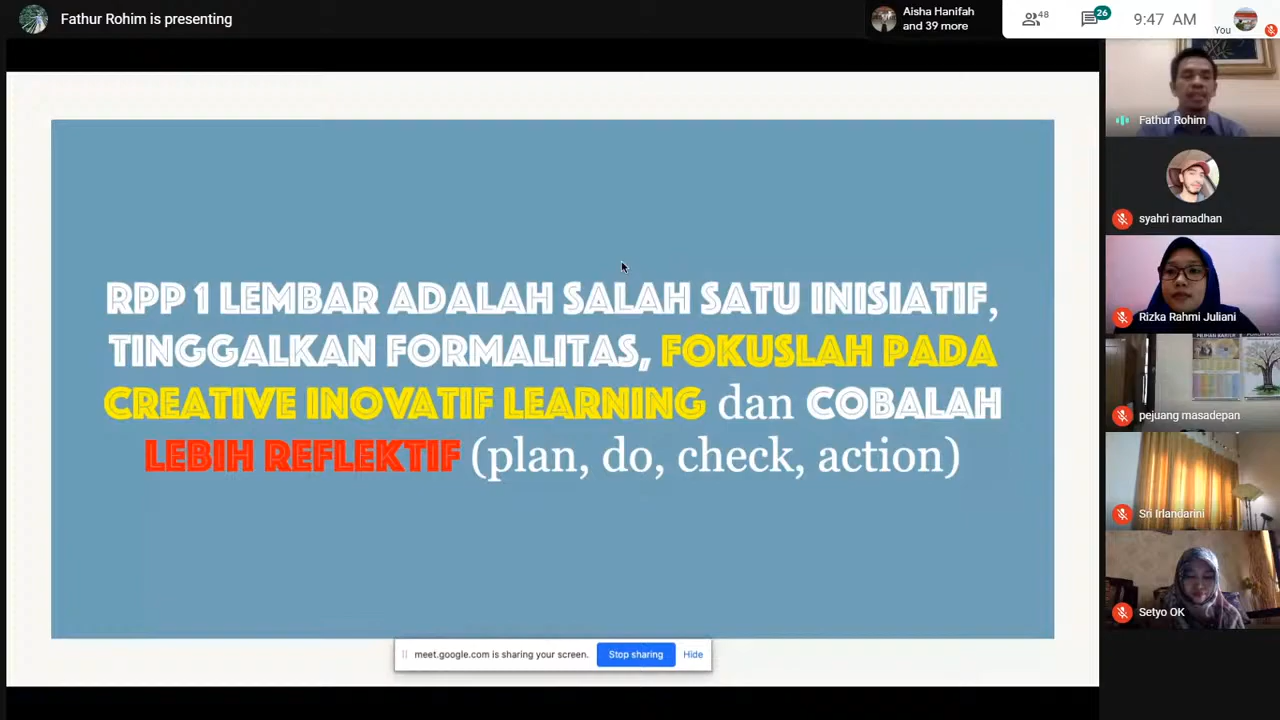 Fathur Rohim is presenting
Aisha Hanifah
and 39 more
48
26
9:47 AM
You
RPP 1 LEMBAR ADALAH SALAH SATU INISIATIF,
TINGGALKAN FORMALITAS, FOKUSLAH PADA
CREATIVE INOVATIF LEARNING dan COBALAH
LEBIH REFLEKTIF (plan, do, check, action)
meet.google.com is sharing your screen.
Stop sharing
Hide
Fathur Rohim
syahri ramadhan
Rizka Rahmi Juliani
pejuang masadepan
Sri Irlandarini
Setyo OK